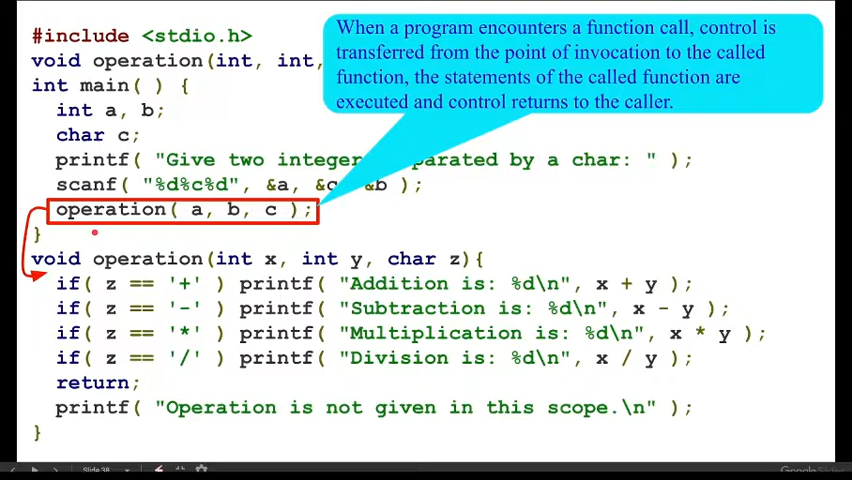 #include <stdio.h>
void operation(int, int,
int main( ) {
int a, b;
char c;
printf( "Give two integer parated by a char: " );
scanf( "%d%c%d", &a, &c &b );
operation( a, b, c );
}
When a program encounters a function call, control is
transferred from the point of invocation to the called
function, the statements of the called function are
executed and control returns to the caller.
void operation(int x, int y, char z){
if( z == '+' ) printf( "Addition is: %d\n", x + y );
if( z == '-' ) printf( "Subtraction is: %d\n", x - y );
if( z == '*' ) printf( "Multiplication is: %d\n", x * y );
if( z == '/' ) printf( "Division is: %d\n", x / y );
return;
printf( "Operation is not given in this scope.\n" );
}
Slide 38
Google Slides